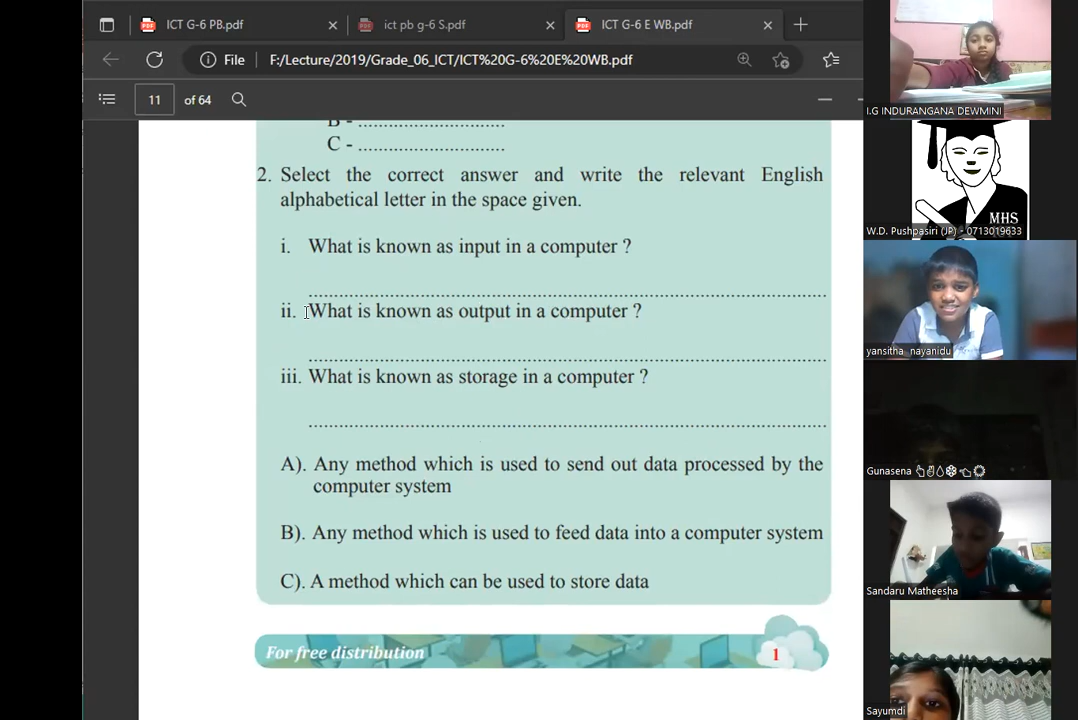 ICT G-6 PB.pdf
ict pb g-6 S.pdf
ICT G-6 E WB.pdf
File
F:/Lecture/2019/Grade_06_ICT/ICT%20G-6%20E%20WB.pdf
11 of 64
B - ..............................
C - ..............................
2. Select the correct answer and write the relevant English
alphabetical letter in the space given.
i. What is known as input in a computer ?
ii. What is known as output in a computer ?
iii. What is known as storage in a computer ?
A). Any method which is used to send out data processed by the
computer system
B). Any method which is used to feed data into a computer system
C). A method which can be used to store data
For free distribution
1
I.G INDURANGANA DEWMINI
MHS
W.D. Pushpasiri (JP) - 0713019633
yansitha nayanidu
Gunasena
Sandaru Matheesha
Sayumdi